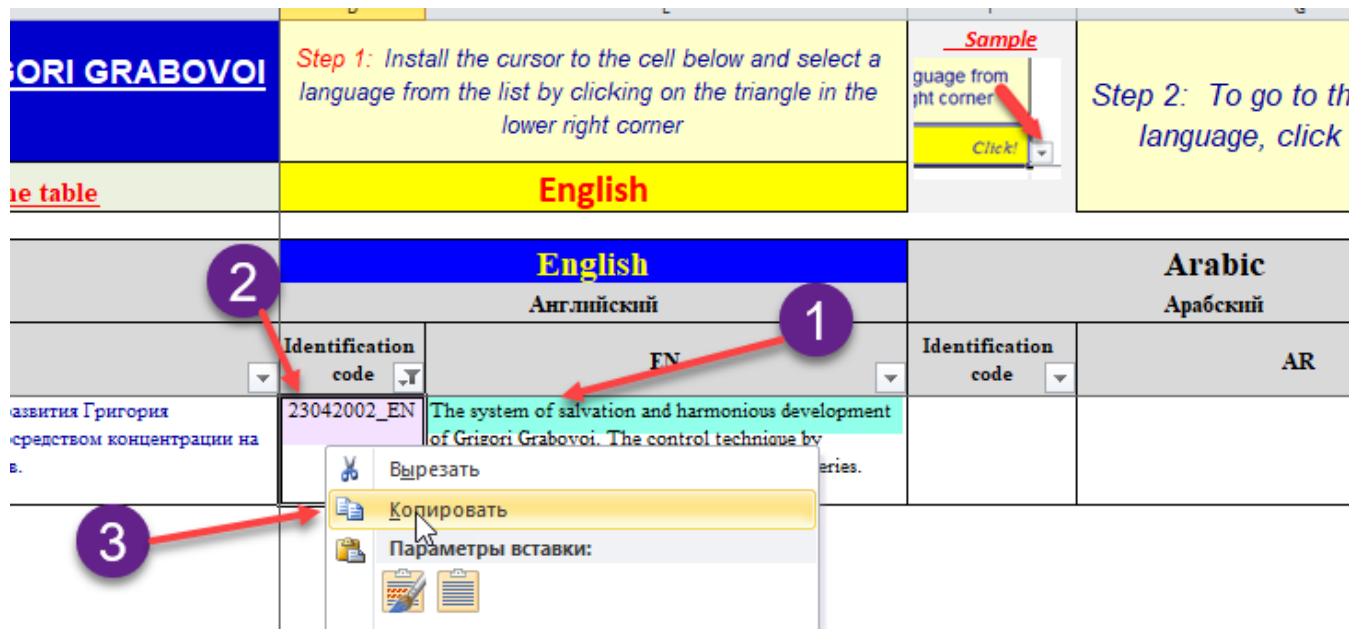 GORI GRABOVOI
Step 1: Install the cursor to the cell below and select a
language from the list by clicking on the triangle in the
lower right corner
Sample
guage from
ght corner
Click!
Step 2: To go to th
language, click
ne table
English
English
Английский
Arabic
Арабский
2
1
Identification
code
EN
Identification
code
AR
развития Григория
осредством концентрации на
в.
23042002_EN
The system of salvation and harmonious development
of Grigori Grabovoi. The control technique by
eries.
Вырезать
Копировать
Параметры вставки:
3